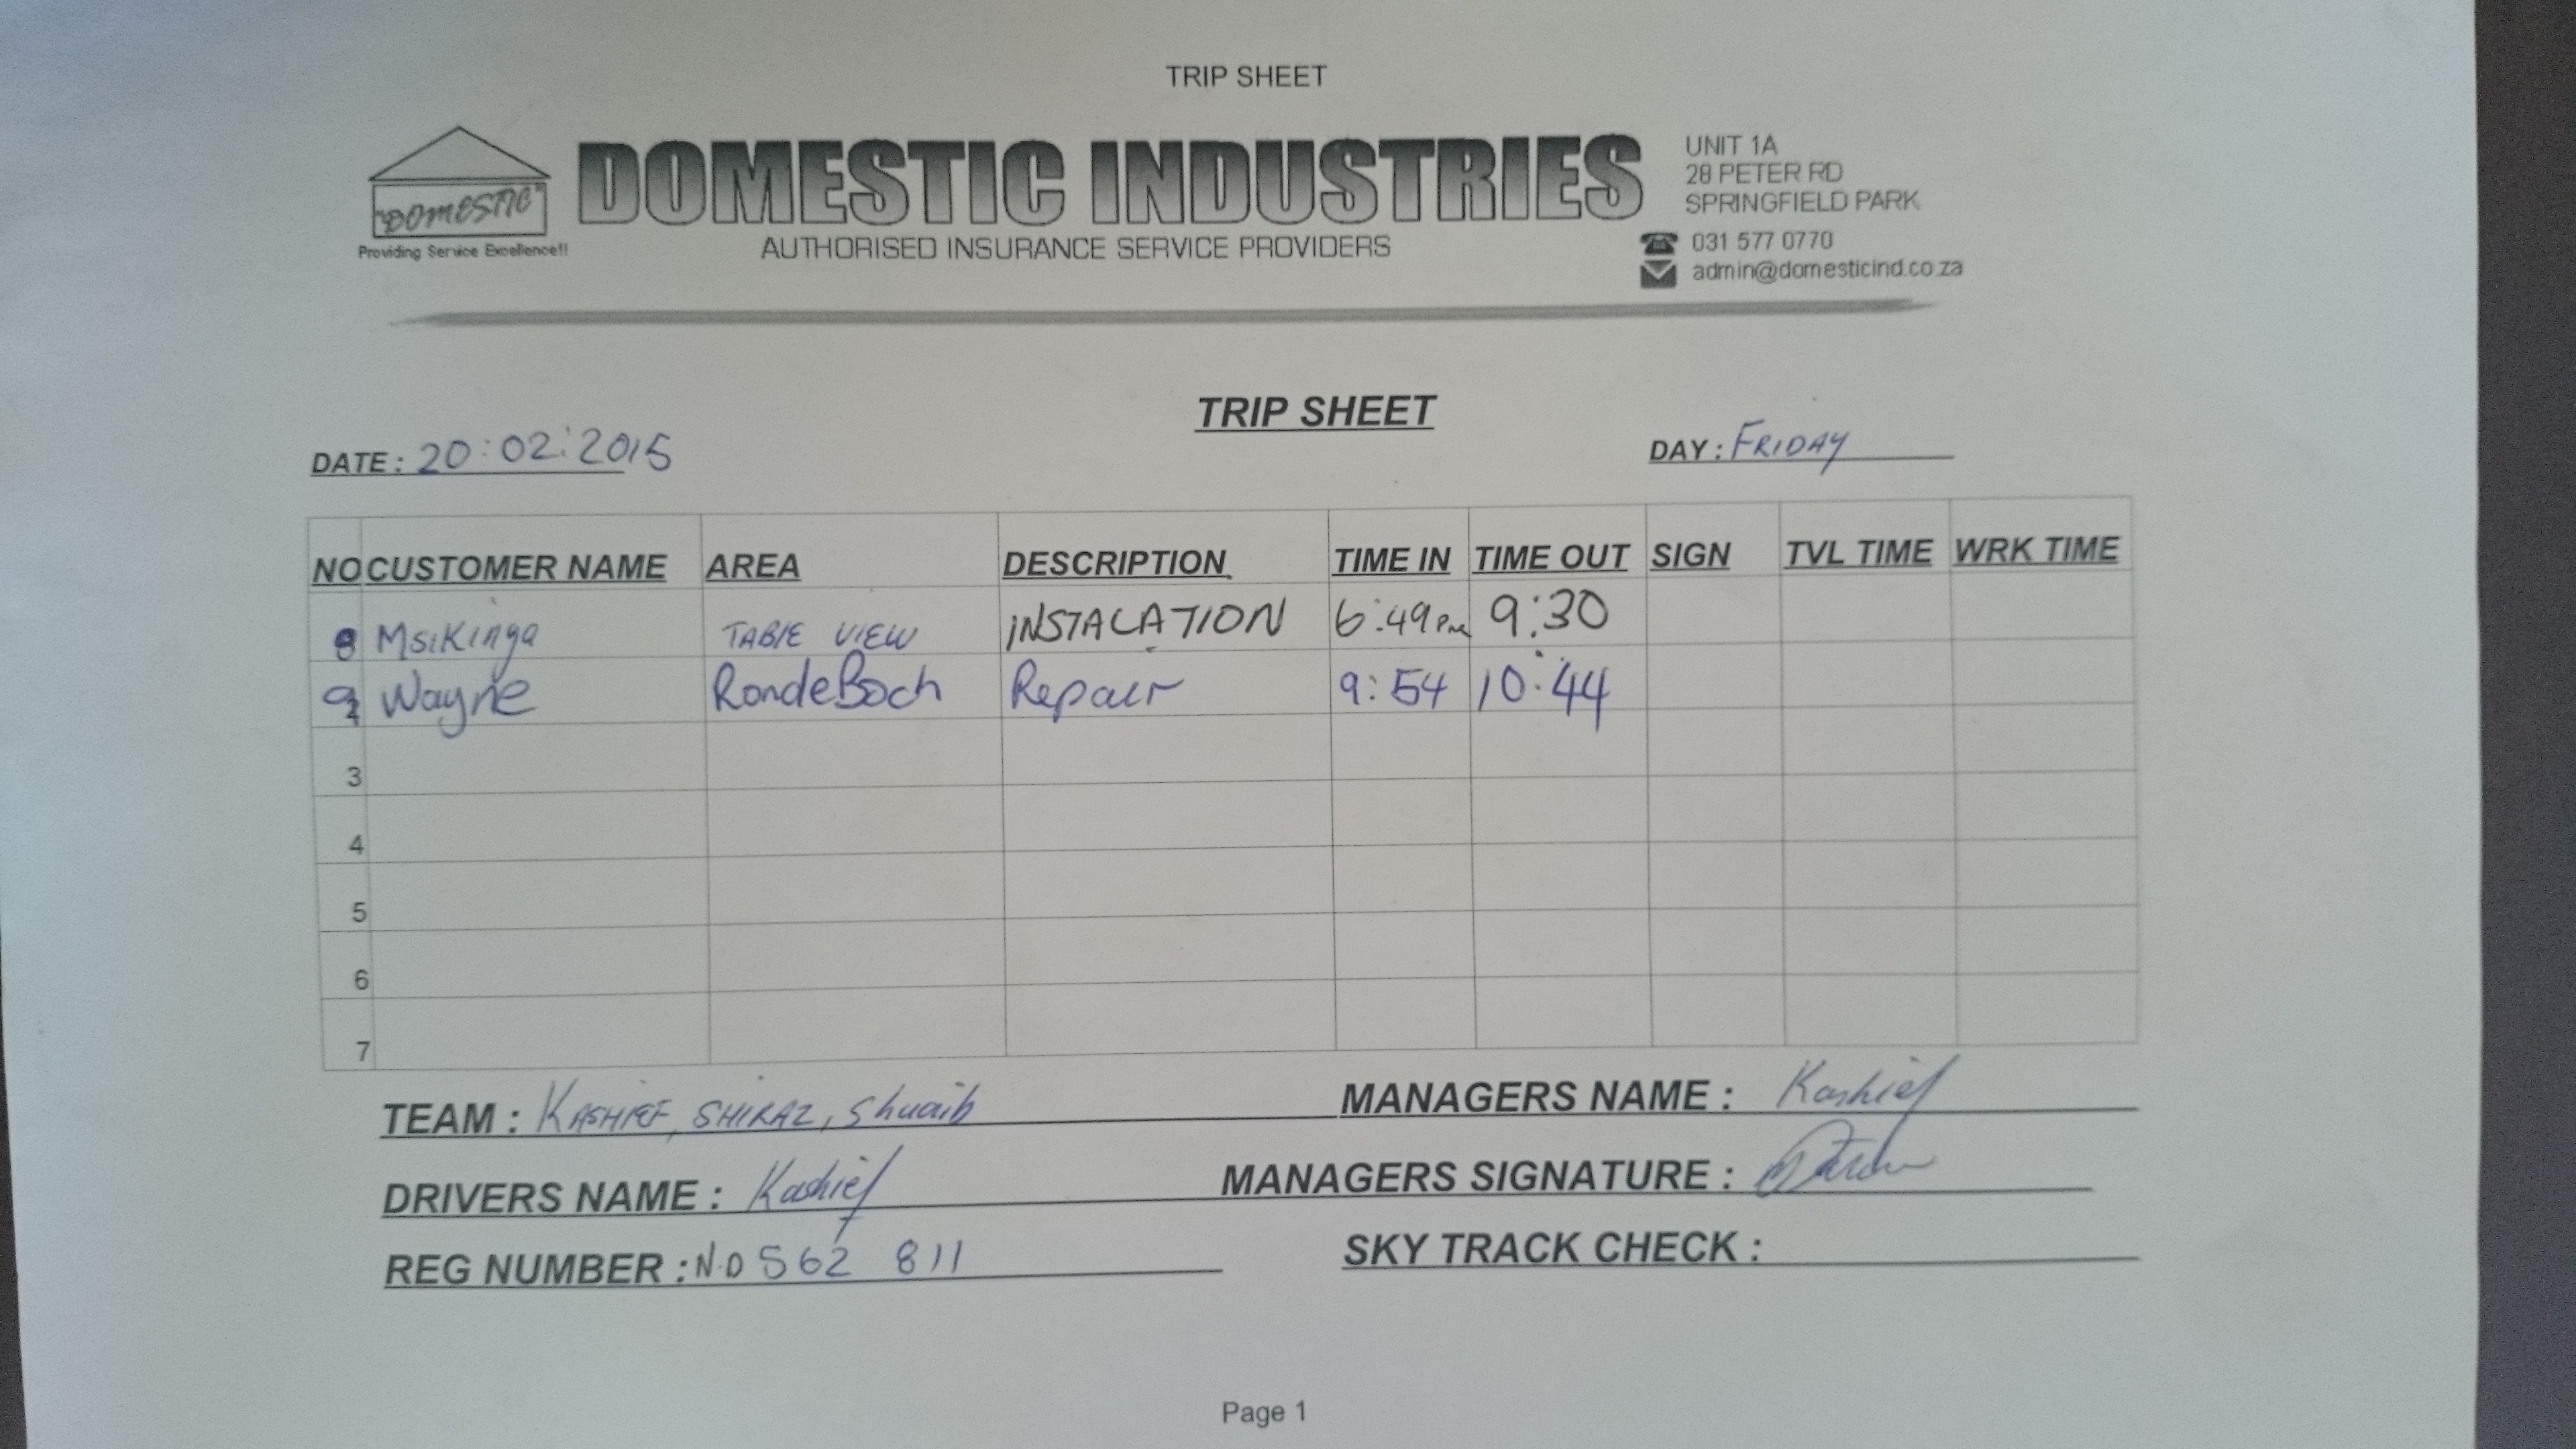 TRIP SHEET
"DOMESTIC"
Providing Service Excellence!!
DOMESTIC INDUSTRIES
AUTHORISED INSURANCE SERVICE PROVIDERS
UNIT 1A
28 PETER RD
SPRINGFIELD PARK
031 577 0770
admin@domesticind.co.za
TRIP SHEET
DATE : 20:02:2015
DAY : FRIDAY
NO CUSTOMER NAME AREA DESCRIPTION TIME IN TIME OUT SIGN TVL TIME WRK TIME
8 MsiKinga TABLE VIEW INSTALATION 6:49pm 9:30
9 Wayne RondeBoch Repair 9:54 10:44
3
4
5
6
7
TEAM : KASHIEF, SHIRAZ, Shuaib
MANAGERS NAME : Kashief
DRIVERS NAME : Kashief
MANAGERS SIGNATURE :
REG NUMBER : N.D 562 811
SKY TRACK CHECK :
Page 1